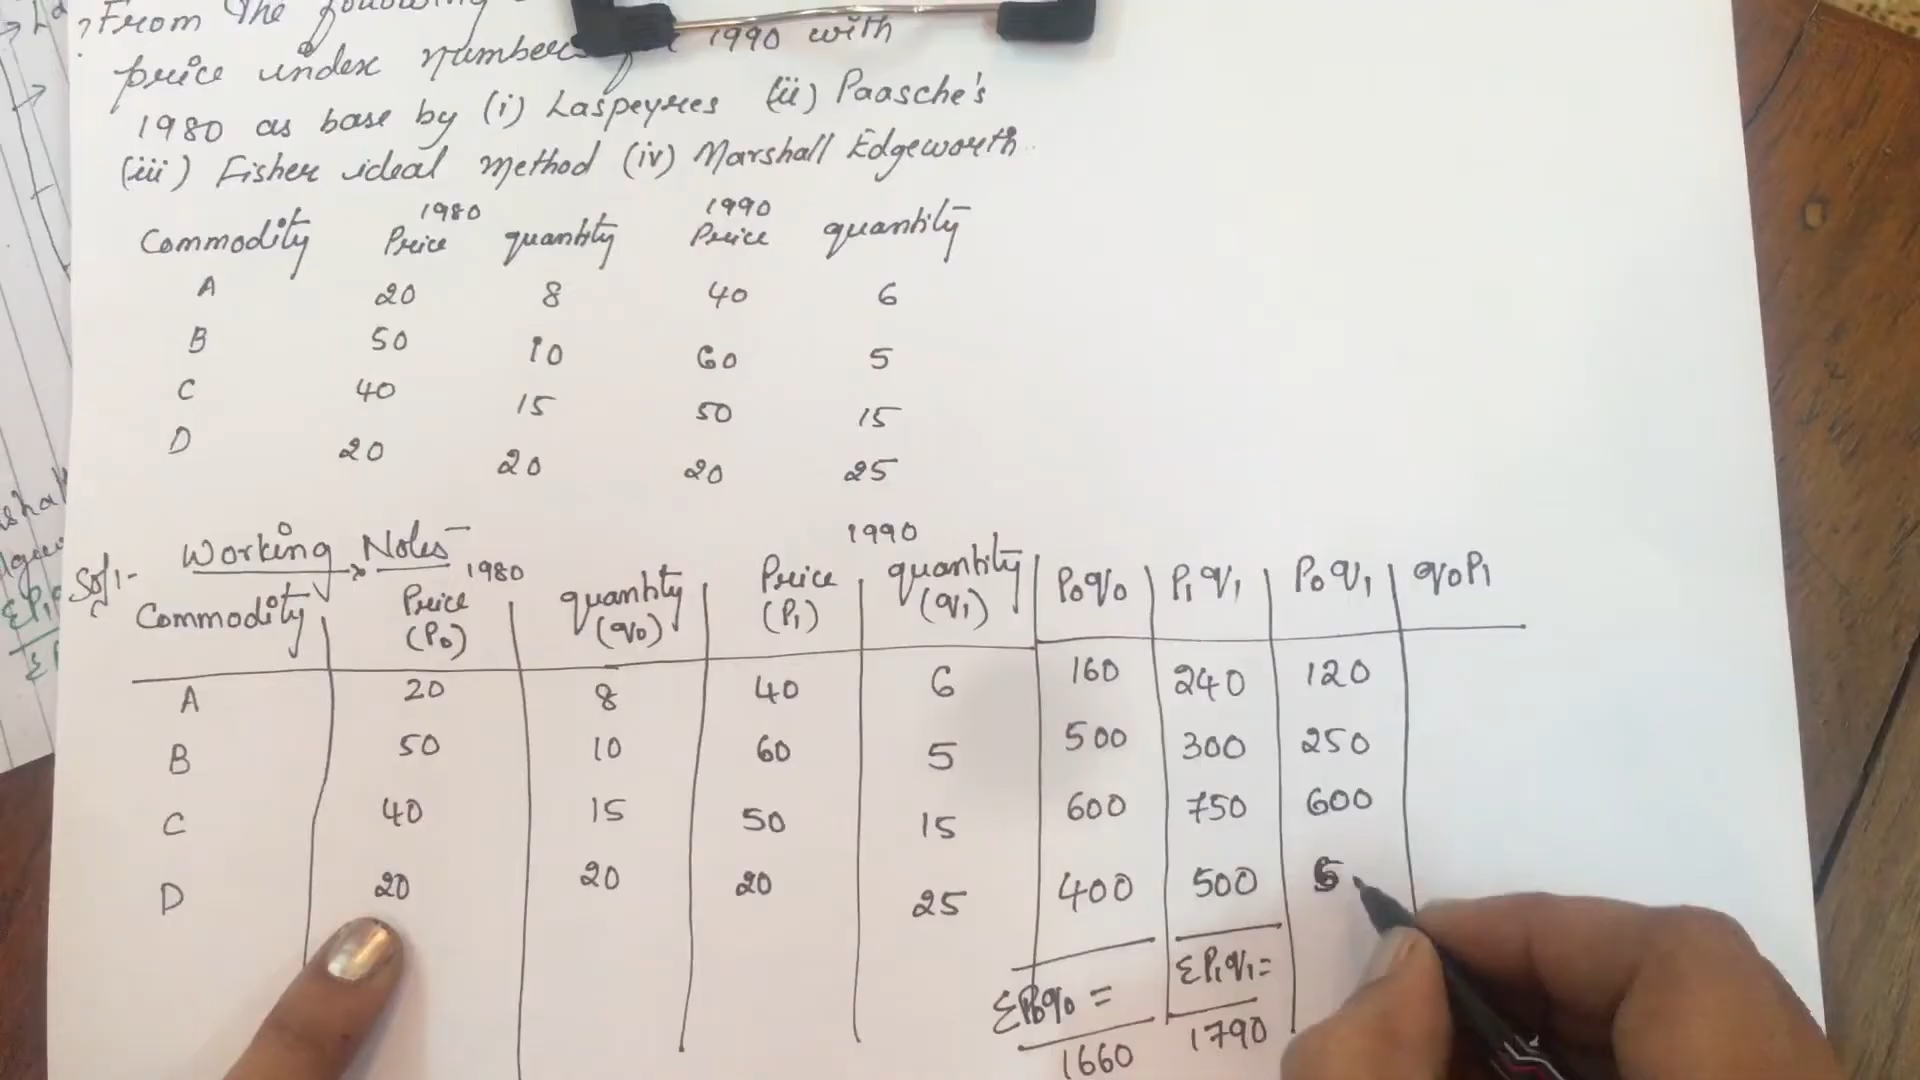 ? From the following
price index number 1990 with
1980 as base by (i) Laspeyres (ii) Paasche's
(iii) Fisher ideal method (iv) Marshall Edgeworth
1980 1990
Commodity Price quantity Price quantity
A 20 8 40 6
B 50 10 60 5
C 40 15 50 15
D 20 20 20 25
Sol:- Working Notes 1980 1990
Commodity Price (P0) quantity (q0) Price (P1) quantity (q1) P0q0 P1q1 P0q1 q0P1
A 20 8 40 6 160 240 120
B 50 10 60 5 500 300 250
C 40 15 50 15 600 750 600
D 20 20 20 25 400 500 5
ΣP0q0 = 1660 ΣP1q1 = 1790